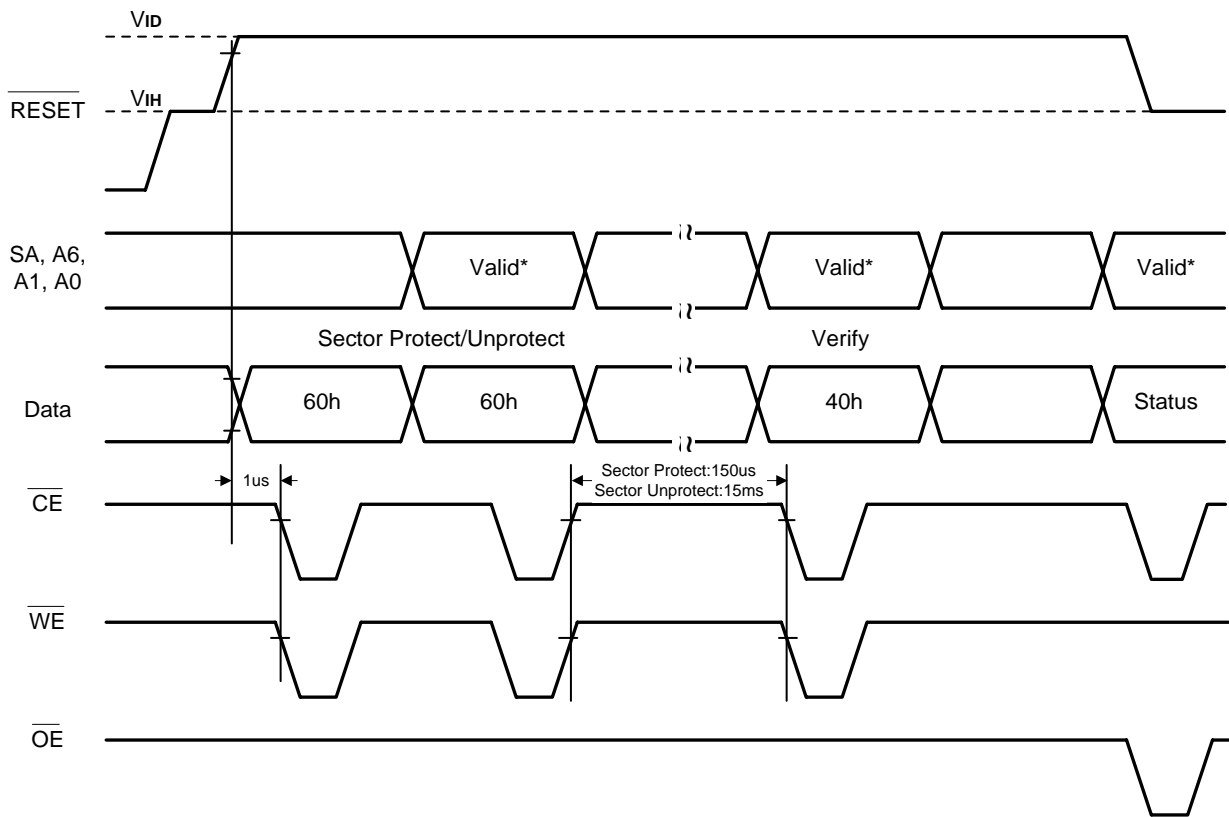 VID
VIH
RESET
SA, A6,
A1, A0
Valid*
Valid*
Valid*
Sector Protect/Unprotect
Verify
Data
60h
60h
40h
Status
1us
Sector Protect:150us
Sector Unprotect:15ms
CE
WE
OE